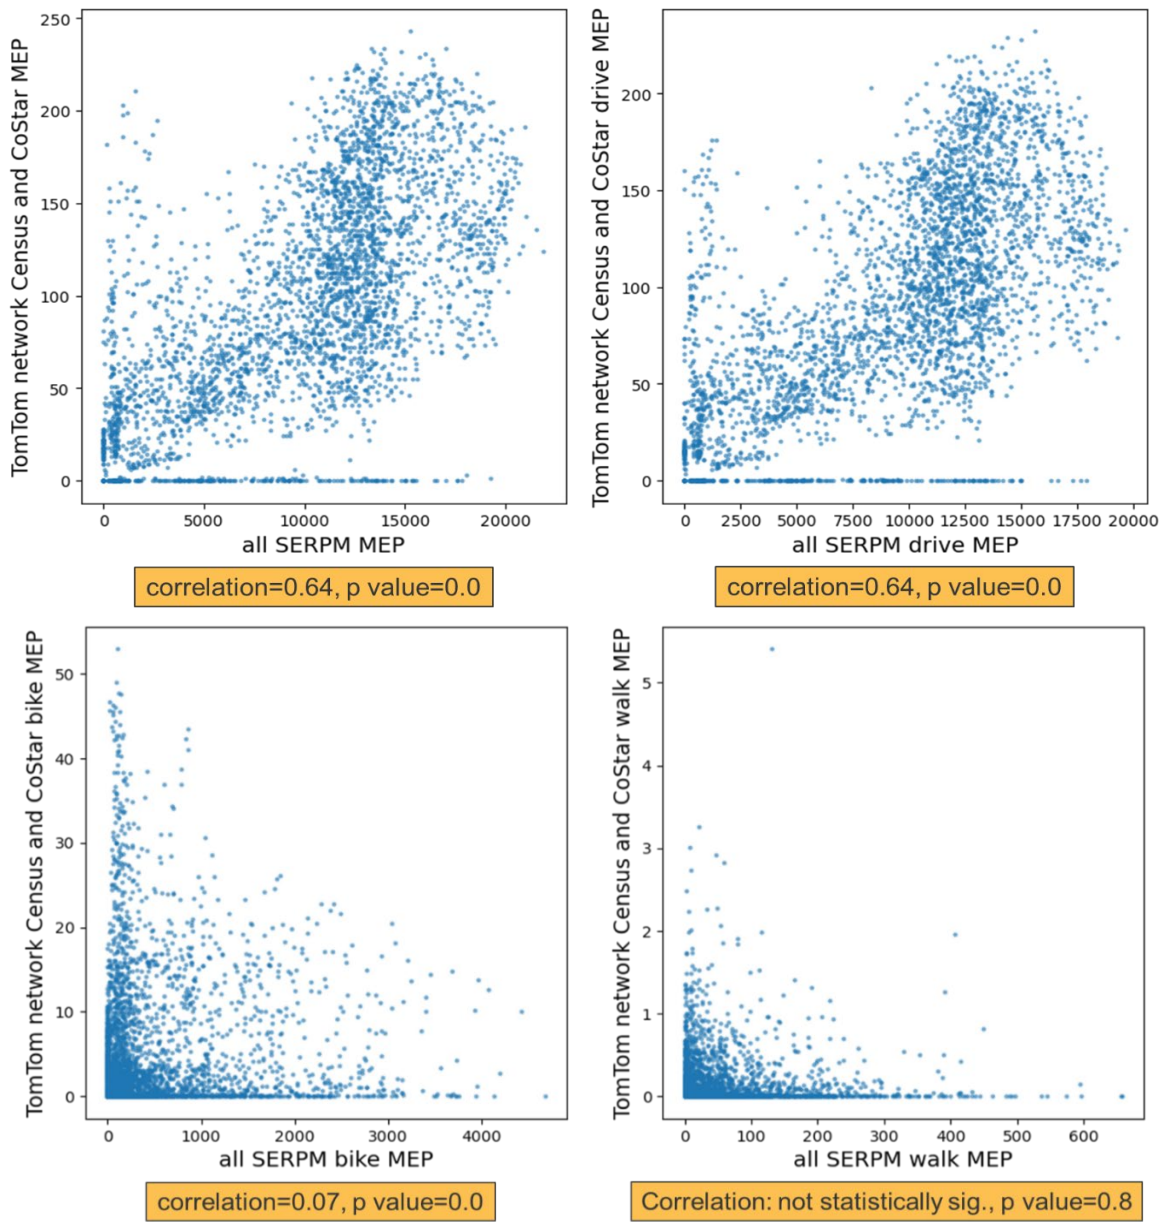 TomTom network Census and CoStar MEP
250
200
150
100
50
0
0 5000 10000 15000 20000
all SERPM MEP
correlation=0.64, p value=0.0
TomTom network Census and CoStar drive MEP
200
150
100
50
0
0 2500 5000 7500 10000 12500 15000 17500 20000
all SERPM drive MEP
correlation=0.64, p value=0.0
TomTom network Census and CoStar bike MEP
50
40
30
20
10
0
0 1000 2000 3000 4000
all SERPM bike MEP
correlation=0.07, p value=0.0
TomTom network Census and CoStar walk MEP
5
4
3
2
1
0
0 100 200 300 400 500 600
all SERPM walk MEP
Correlation: not statistically sig., p value=0.8